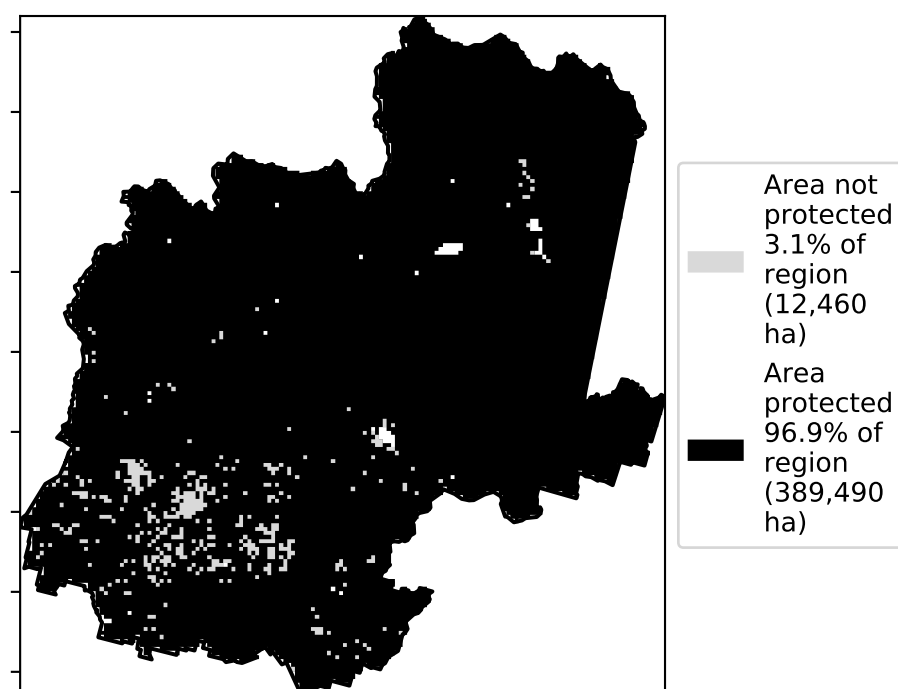 Area not
protected
3.1% of
region
(12,460
ha)
Area
protected
96.9% of
region
(389,490
ha)